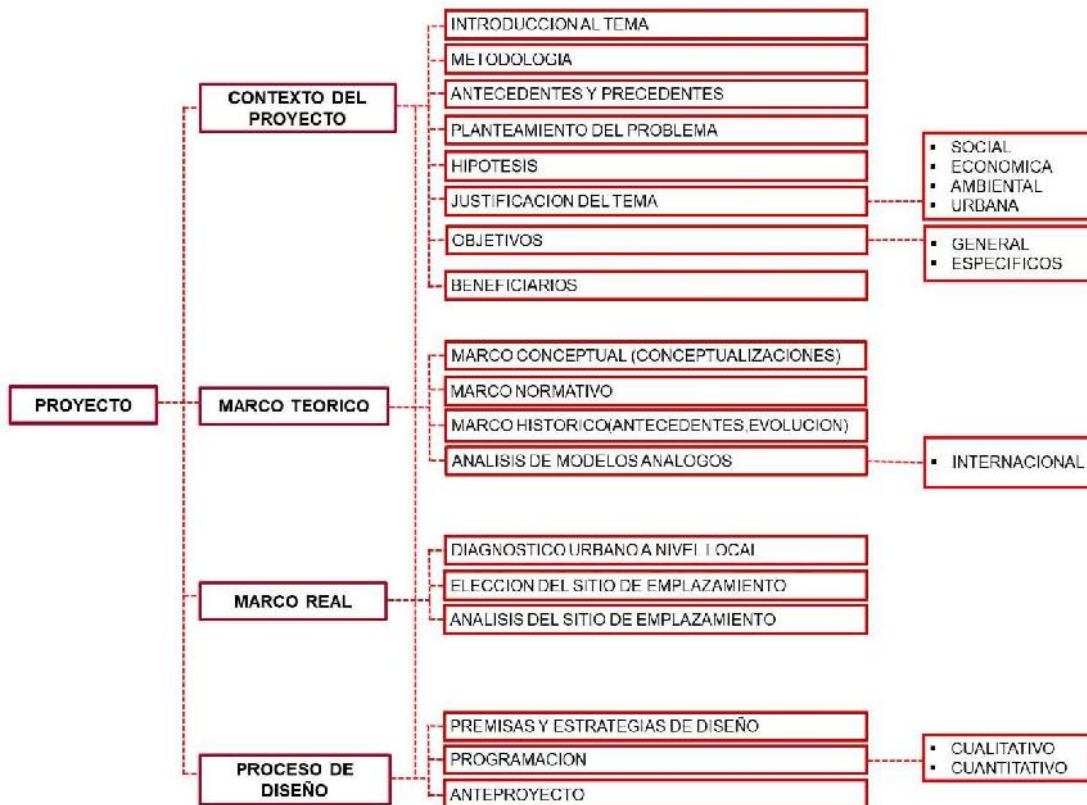 INTRODUCCION AL TEMA
METODOLOGIA
CONTEXTO DEL
PROYECTO
ANTECEDENTES Y PRECEDENTES
PLANTEAMIENTO DEL PROBLEMA
HIPOTESIS
JUSTIFICACION DEL TEMA
▪ SOCIAL
▪ ECONOMICA
▪ AMBIENTAL
▪ URBANA
OBJETIVOS
▪ GENERAL
▪ ESPECIFICOS
BENEFICIARIOS
PROYECTO
MARCO TEORICO
MARCO CONCEPTUAL (CONCEPTUALIZACIONES)
MARCO NORMATIVO
MARCO HISTORICO(ANTECEDENTES,EVOLUCION)
ANALISIS DE MODELOS ANALOGOS
▪ INTERNACIONAL
MARCO REAL
DIAGNOSTICO URBANO A NIVEL LOCAL
ELECCION DEL SITIO DE EMPLAZAMIENTO
ANALISIS DEL SITIO DE EMPLAZAMIENTO
PROCESO DE
DISEÑO
PREMISAS Y ESTRATEGIAS DE DISEÑO
PROGRAMACION
▪ CUALITATIVO
▪ CUANTITATIVO
ANTEPROYECTO